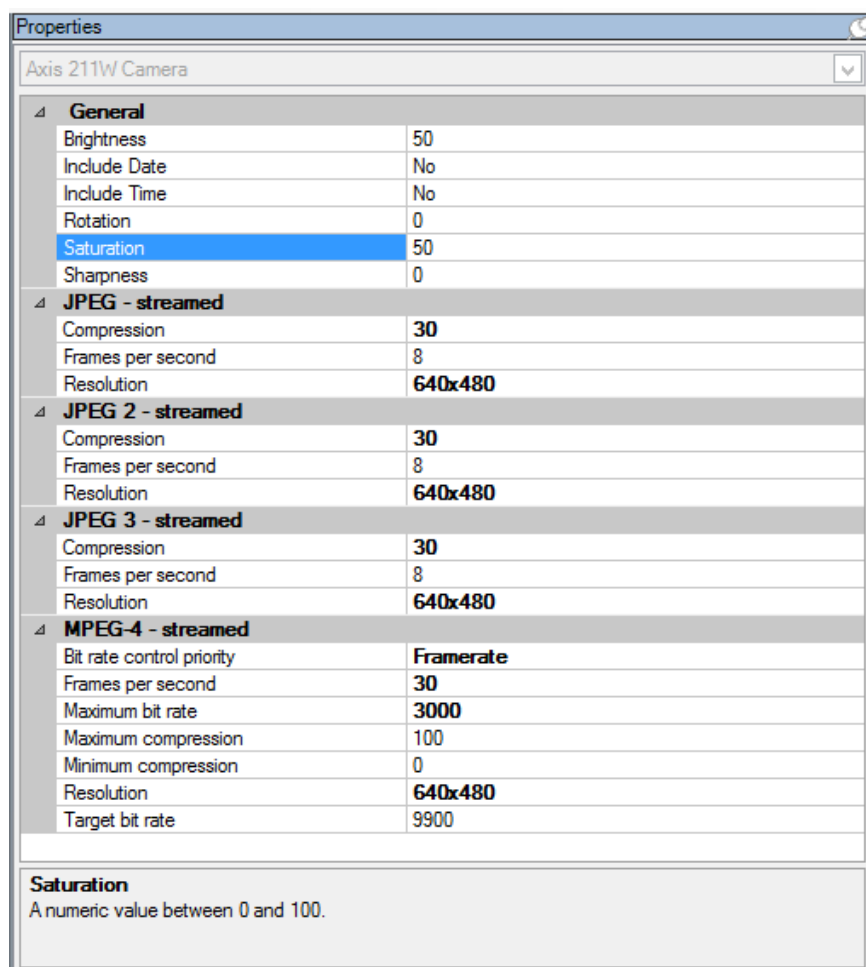 Properties
Axis 211W Camera
General
Brightness 50
Include Date No
Include Time No
Rotation 0
Saturation 50
Sharpness 0
JPEG - streamed
Compression 30
Frames per second 8
Resolution 640x480
JPEG 2 - streamed
Compression 30
Frames per second 8
Resolution 640x480
JPEG 3 - streamed
Compression 30
Frames per second 8
Resolution 640x480
MPEG-4 - streamed
Bit rate control priority Framerate
Frames per second 30
Maximum bit rate 3000
Maximum compression 100
Minimum compression 0
Resolution 640x480
Target bit rate 9900
Saturation
A numeric value between 0 and 100.